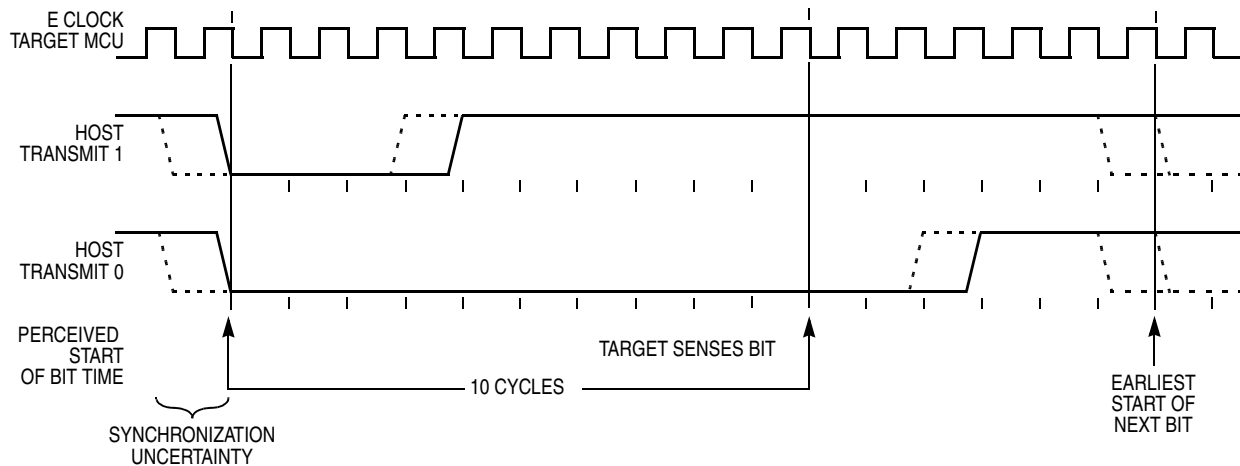 E CLOCK
TARGET MCU
HOST
TRANSMIT 1
HOST
TRANSMIT 0
PERCEIVED
START
OF BIT TIME
TARGET SENSES BIT
10 CYCLES
EARLIEST
START OF
NEXT BIT
SYNCHRONIZATION
UNCERTAINTY